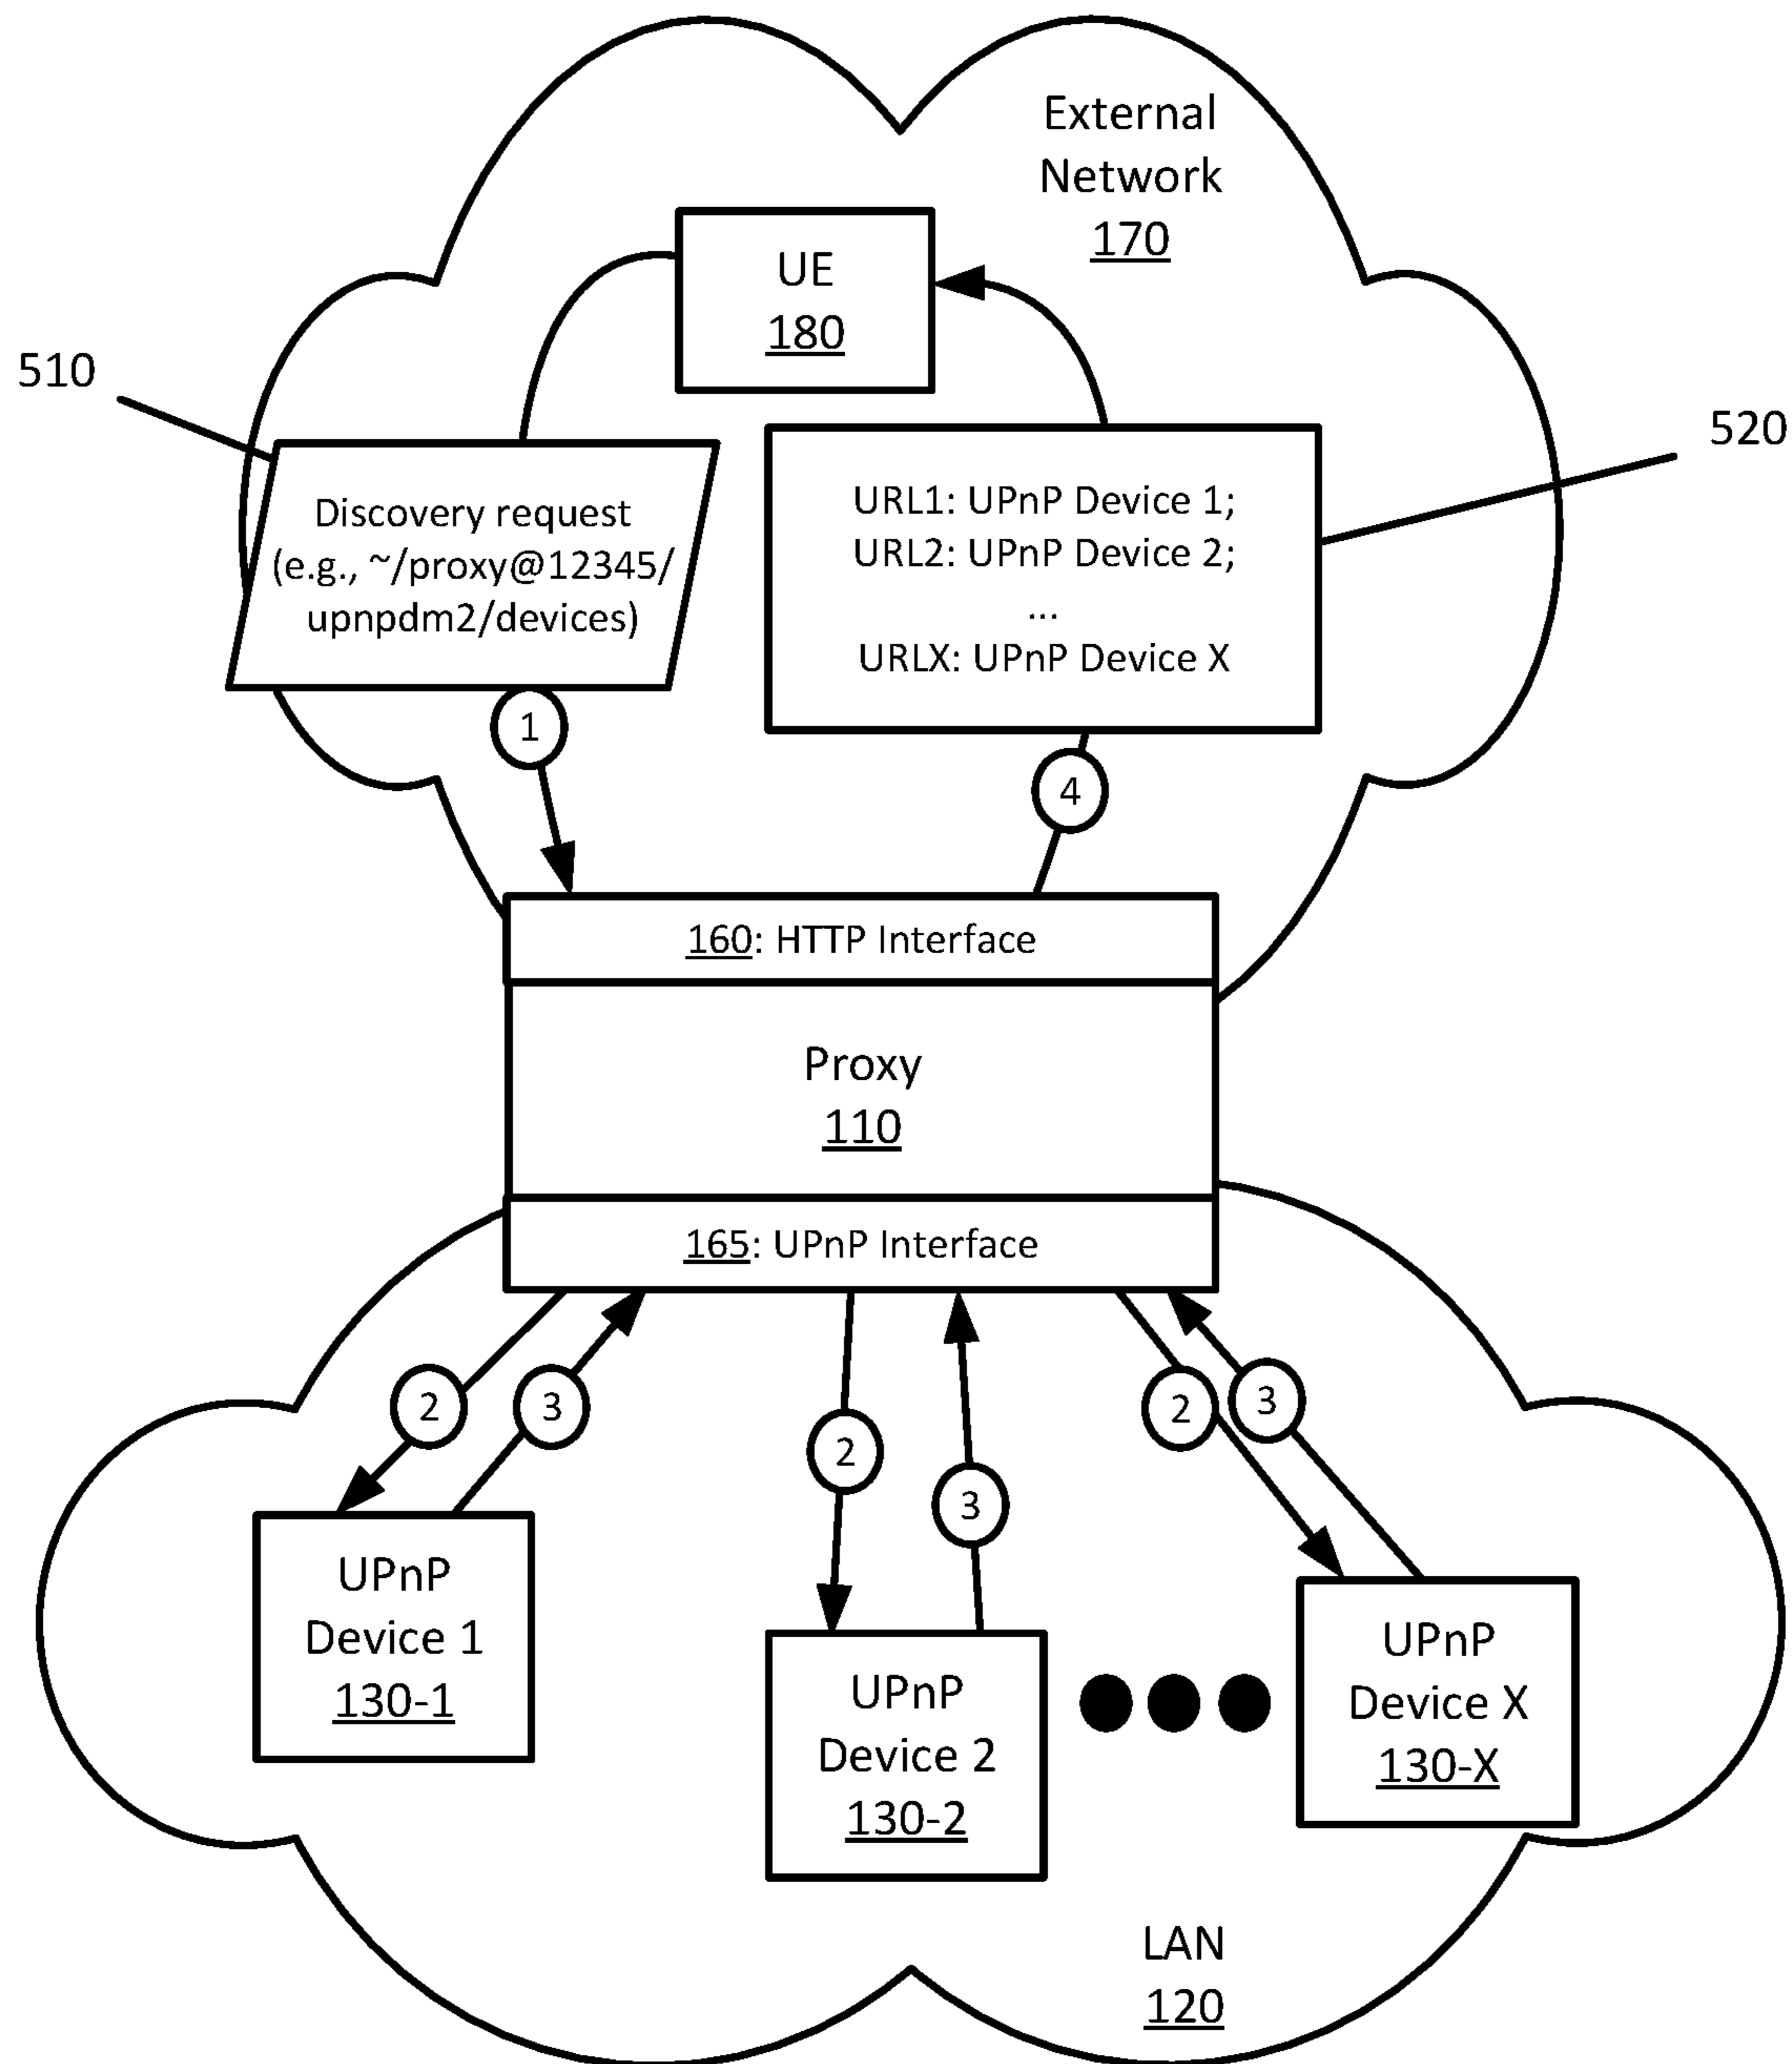 External
Network
170
UE
180
510
520
Discovery request
(e.g., ~/proxy@12345/
upnpdm2/devices)
URL1: UPnP Device 1;
URL2: UPnP Device 2;
...
URLX: UPnP Device X
1
4
160: HTTP Interface
Proxy
110
165: UPnP Interface
2
3
2
3
2
3
UPnP
Device 1
130-1
UPnP
Device 2
130-2
UPnP
Device X
130-X
LAN
120